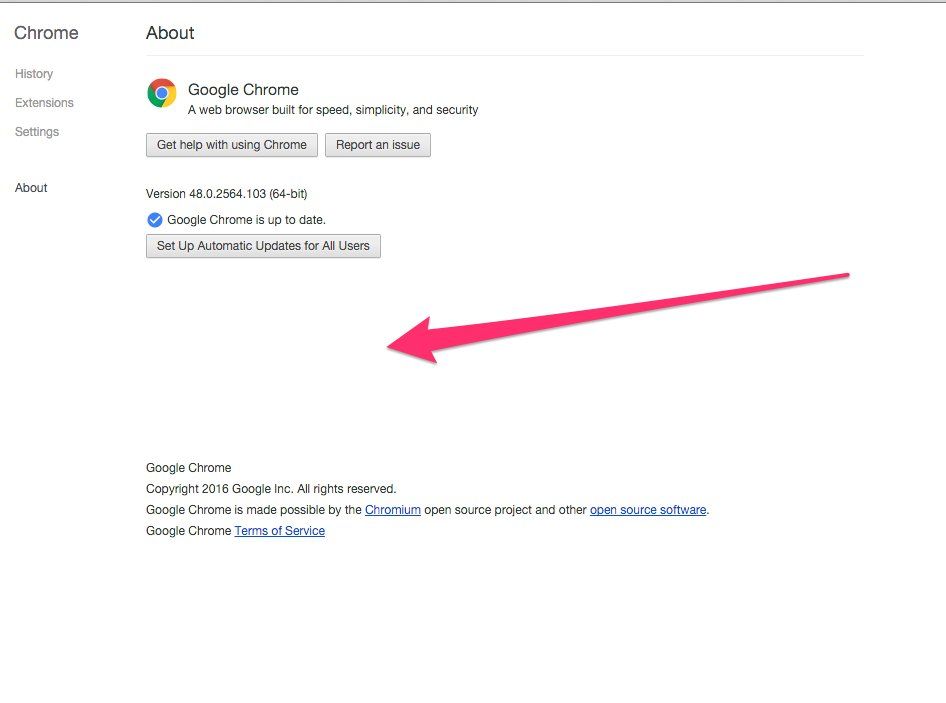 Chrome
History
Extensions
Settings
About
About
Google Chrome
A web browser built for speed, simplicity, and security
Get help with using Chrome
Report an issue
Version 48.0.2564.103 (64-bit)
Google Chrome is up to date.
Set Up Automatic Updates for All Users
Google Chrome
Copyright 2016 Google Inc. All rights reserved.
Google Chrome is made possible by the Chromium open source project and other open source software.
Google Chrome Terms of Service